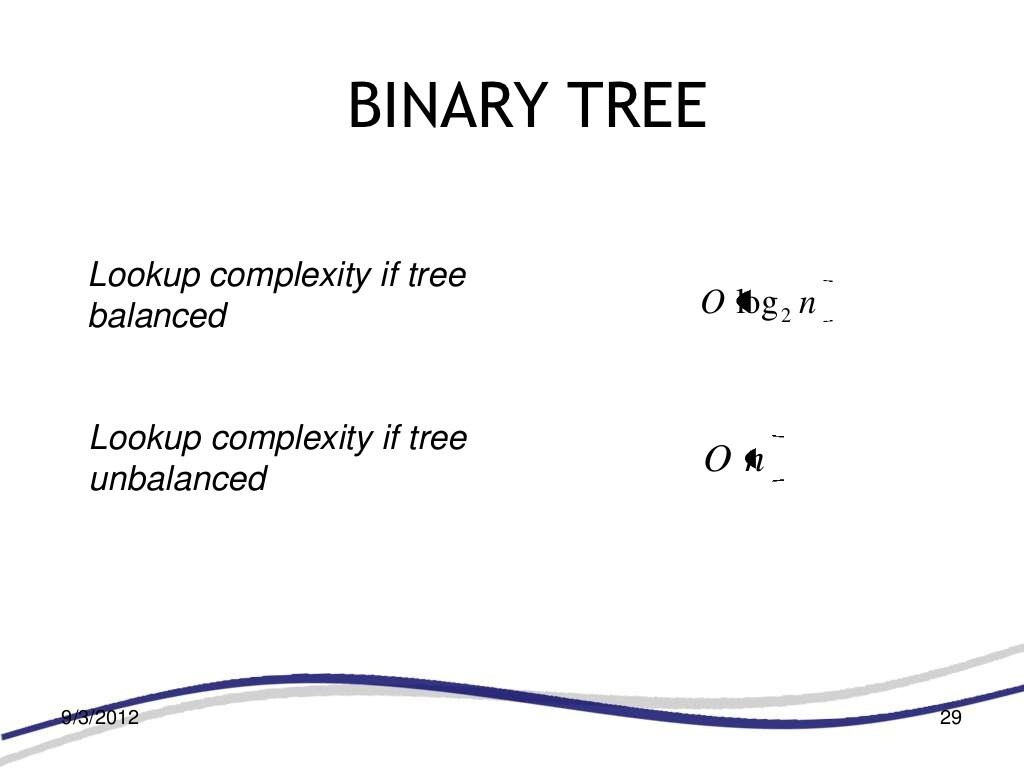 BINARY TREE
Lookup complexity if tree
balanced
O log₂ n
Lookup complexity if tree
unbalanced
O n
9/3/2012
29